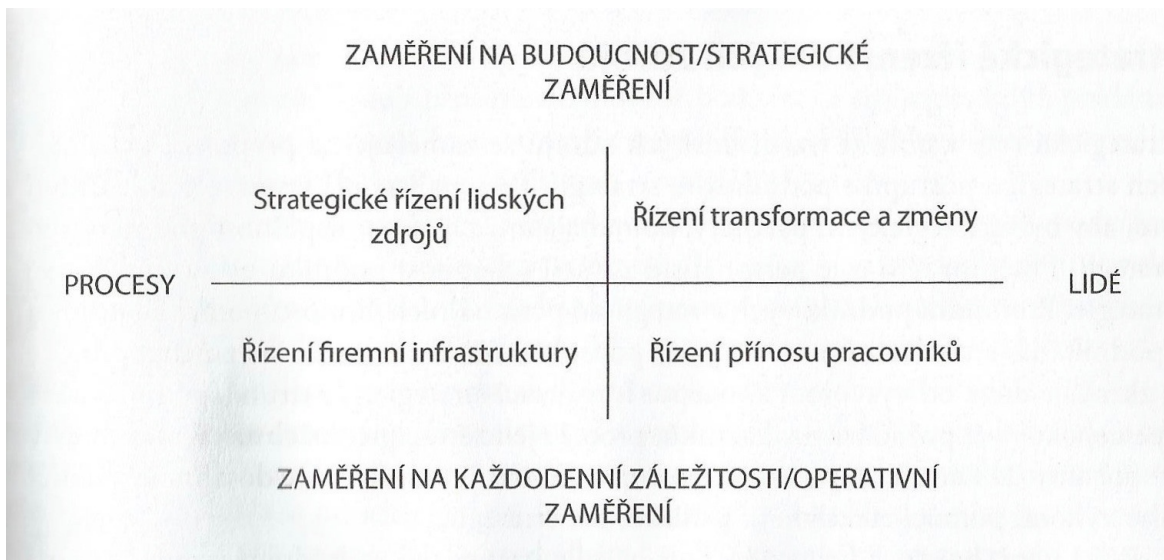 ZAMĚŘENÍ NA BUDOUCNOST/STRATEGICKÉ
ZAMĚŘENÍ
Strategické řízení lidských
zdrojů
Řízení transformace a změny
PROCESY
LIDÉ
Řízení firemní infrastruktury
Řízení přínosu pracovníků
ZAMĚŘENÍ NA KAŽDODENNÍ ZÁLEŽITOSTI/OPERATIVNÍ
ZAMĚŘENÍ